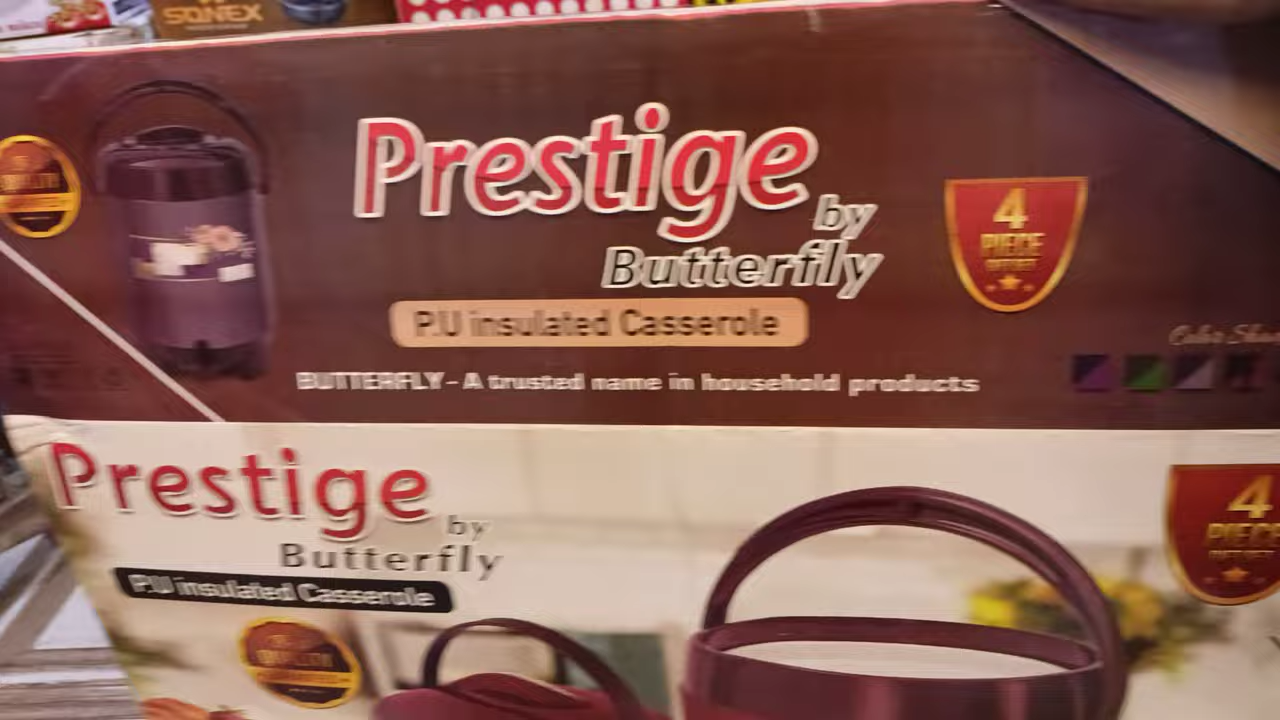 SONEX
Prestige
by
Butterfly
P.U insulated Casserole
BUTTERFLY - A trusted name in household products
4
PIECE
Prestige
by
Butterfly
P.U insulated Casserole
4
PIECE